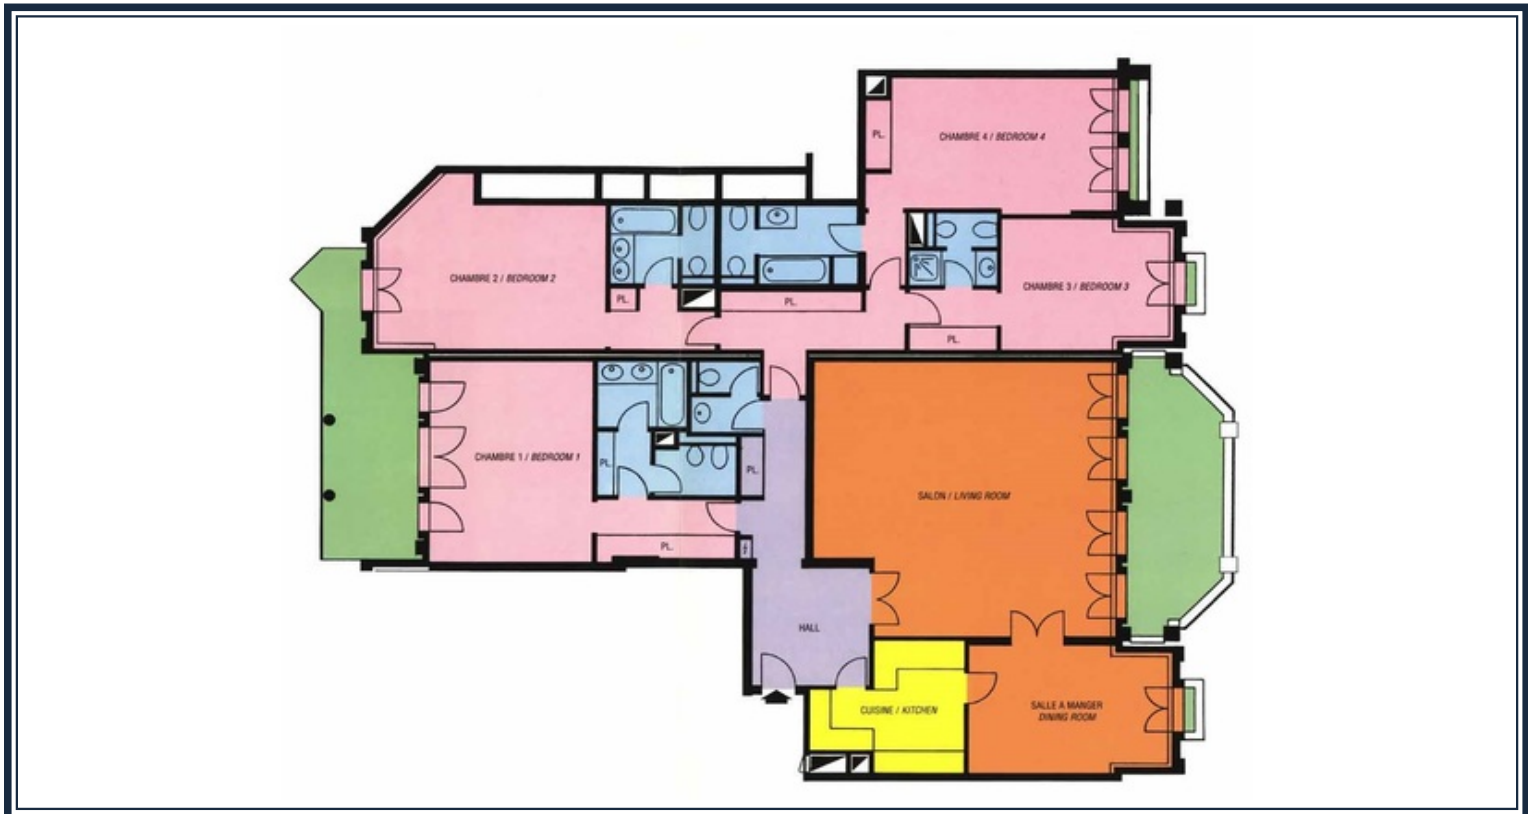 PL.
CHAMBRE 4 / BEDROOM 4
CHAMBRE 2 / BEDROOM 2
CHAMBRE 3 / BEDROOM 3
PL.
PL.
PL.
CHAMBRE 1 / BEDROOM 1
PL.
PL.
SALON / LIVING ROOM
PL.
HALL
CUISINE / KITCHEN
SALLE A MANGER
DINING ROOM